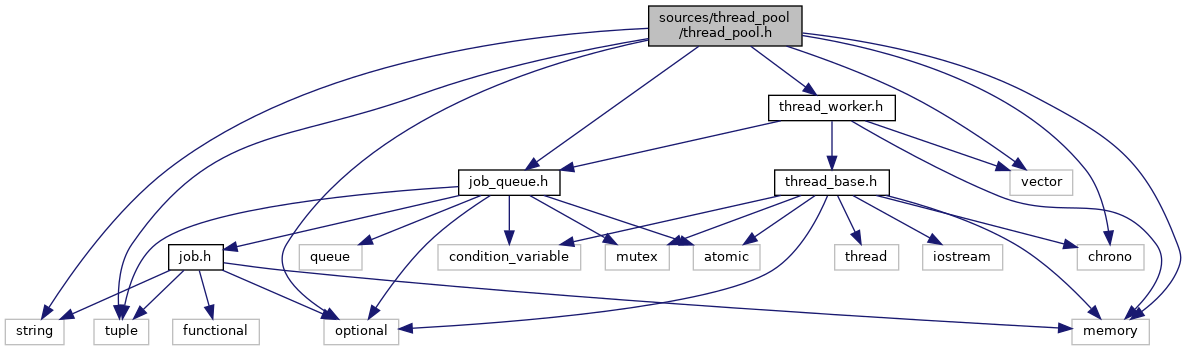 sources/thread_pool
/thread_pool.h
thread_worker.h
job_queue.h
thread_base.h
vector
job.h
queue
condition_variable
mutex
atomic
thread
iostream
chrono
string
tuple
functional
optional
memory